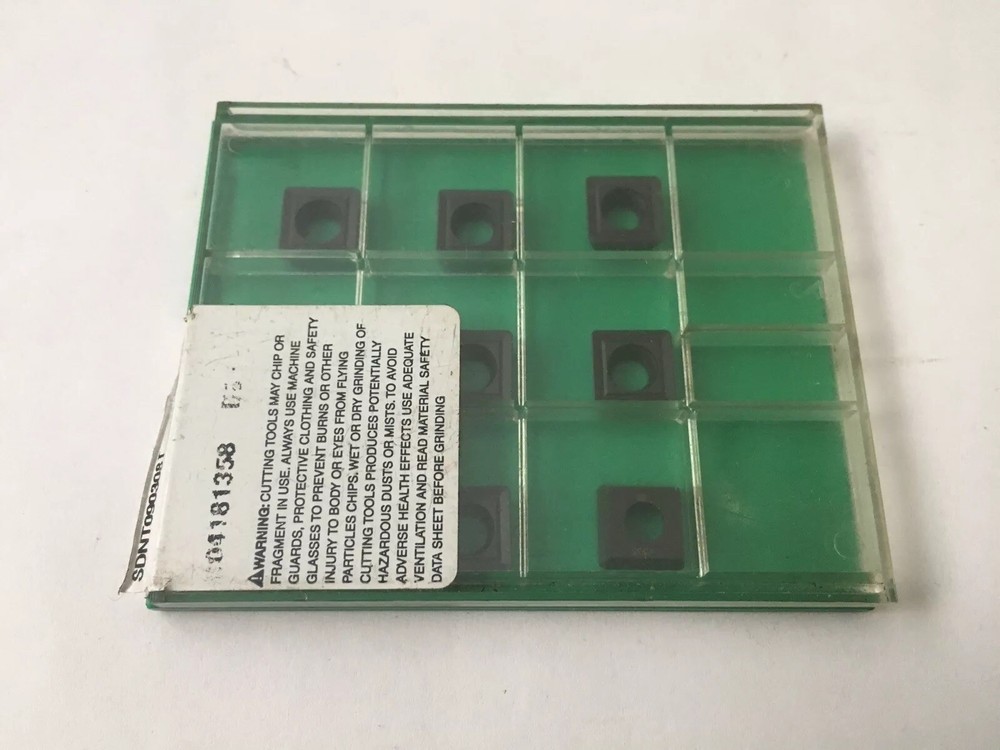 SDNT0903081
04181358
⚠WARNING: CUTTING TOOLS MAY CHIP OR
FRAGMENT IN USE. ALWAYS USE MACHINE
GUARDS, PROTECTIVE CLOTHING AND SAFETY
GLASSES TO PREVENT BURNS OR OTHER
INJURY TO BODY OR EYES FROM FLYING
PARTICLES CHIPS. WET OR DRY GRINDING OF
CUTTING TOOLS PRODUCES POTENTIALLY
HAZARDOUS DUSTS OR MISTS. TO AVOID
ADVERSE HEALTH EFFECTS USE ADEQUATE
VENTILATION AND READ MATERIAL SAFETY
DATA SHEET BEFORE GRINDING